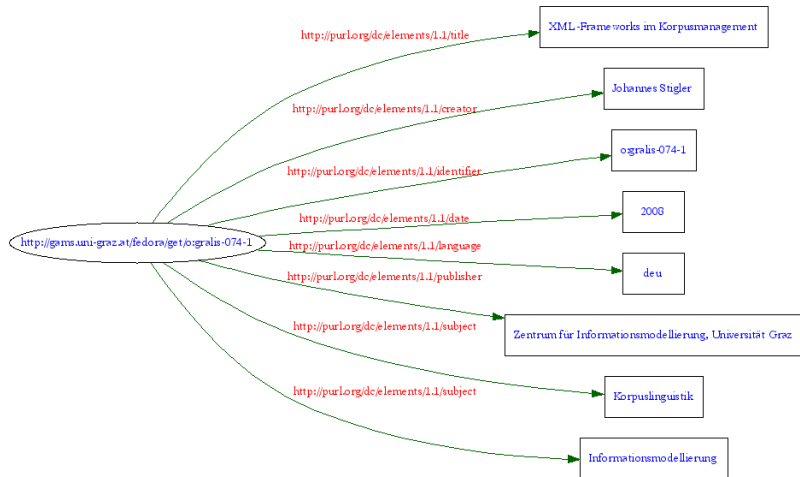 XML-Frameworks im Korpusmanagement
http://purl.org/dc/elements/1.1/title
Johannes Stigler
http://purl.org/dc/elements/1.1/creator
o:gralis-074-1
http://purl.org/dc/elements/1.1/identifier
2008
http://purl.org/dc/elements/1.1/date
http://gams.uni-graz.at/fedora/get/o:gralis-074-1
http://purl.org/dc/elements/1.1/language
deu
http://purl.org/dc/elements/1.1/publisher
Zentrum für Informationsmodellierung, Universität Graz
http://purl.org/dc/elements/1.1/subject
Korpuslinguistik
http://purl.org/dc/elements/1.1/subject
Informationsmodellierung